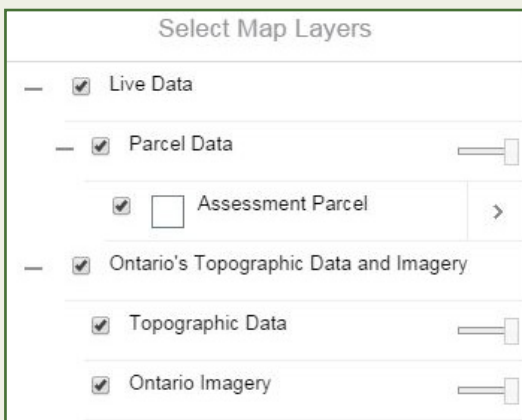 Select Map Layers
Live Data
Parcel Data
Assessment Parcel
Ontario's Topographic Data and Imagery
Topographic Data
Ontario Imagery